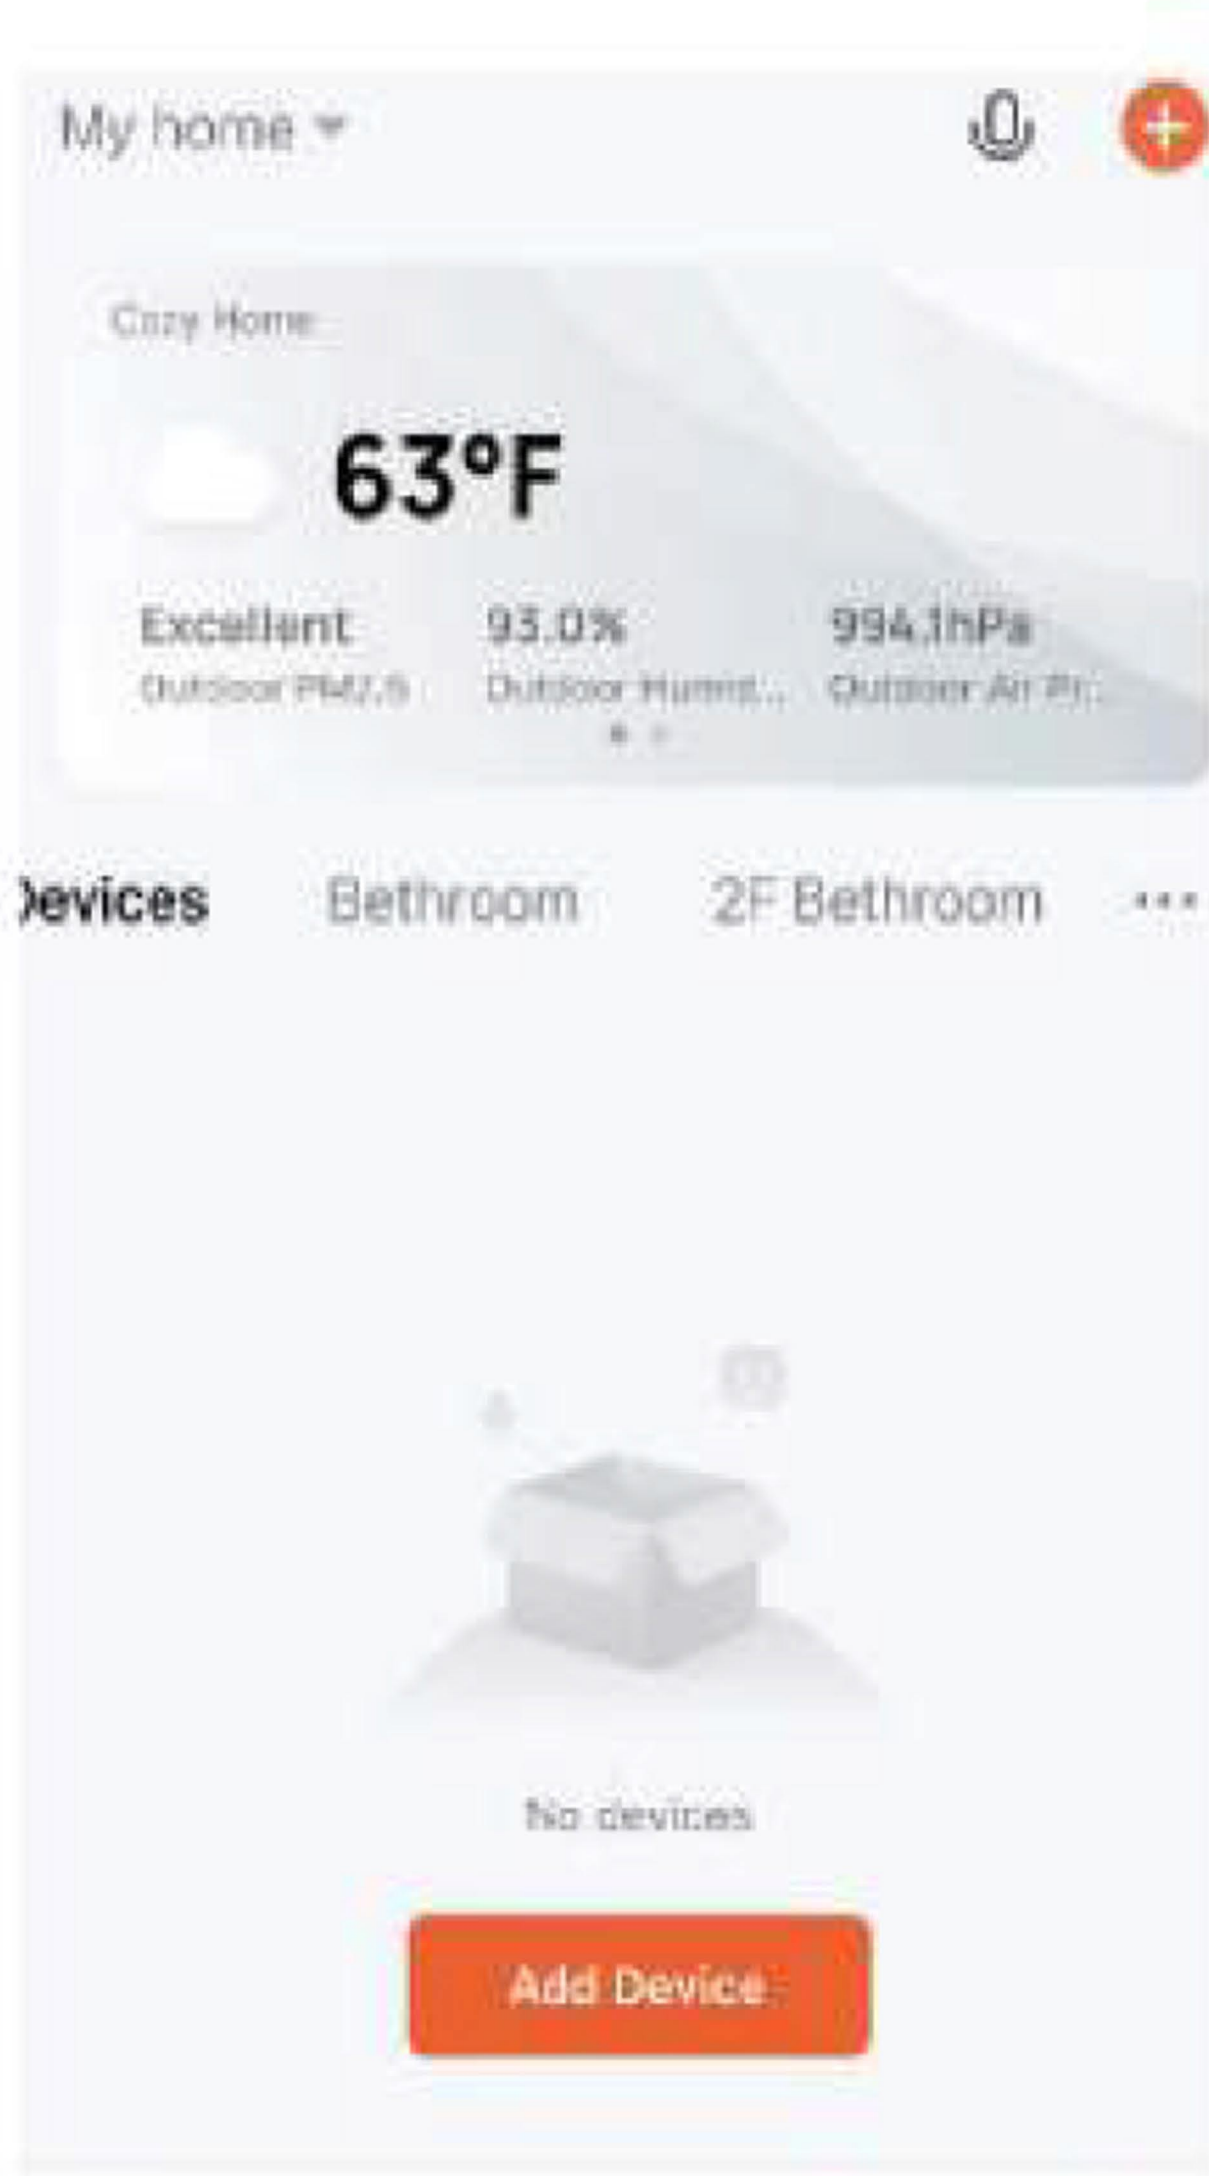 My home
Cozy Home
63°F
Excellent 93.0% 994.1hPa
Outdoor PM2.5 Outdoor Humid... Outdoor Air Pr...
Devices Bethroom 2F Bethroom ...
No devices
Add Device